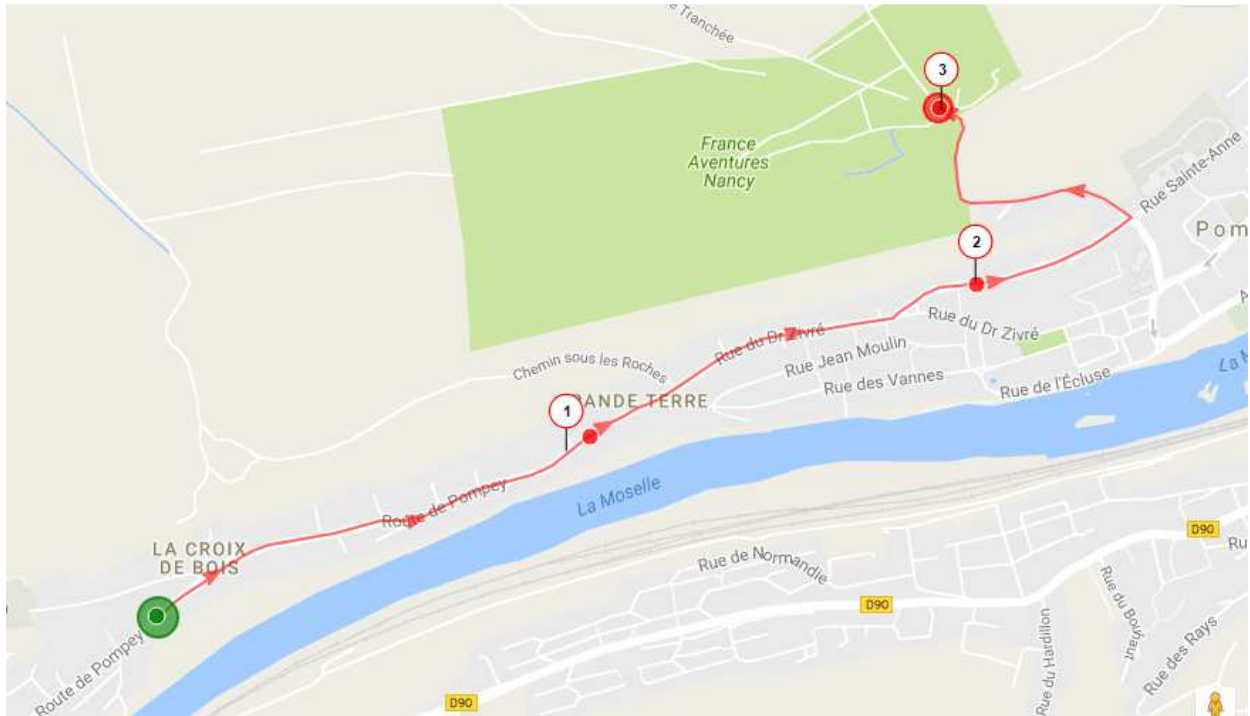 Tranchée
3
France
Aventures
Nancy
Rue Sainte-Anne
Pom
2
Rue du Dr Zivré
Rue du Dr Zivré
Rue Jean Moulin
Chemin sous les Roches
Rue des Vannes
Rue de l'Écluse
La M
1
ANDE TERRE
La Moselle
Route de Pompey
LA CROIX
DE BOIS
Rue de Normandie
D90
Ru
D90
Rue du Bouhaut
Rue du Hardillon
Rue des Rays
Route de Pompey
D90